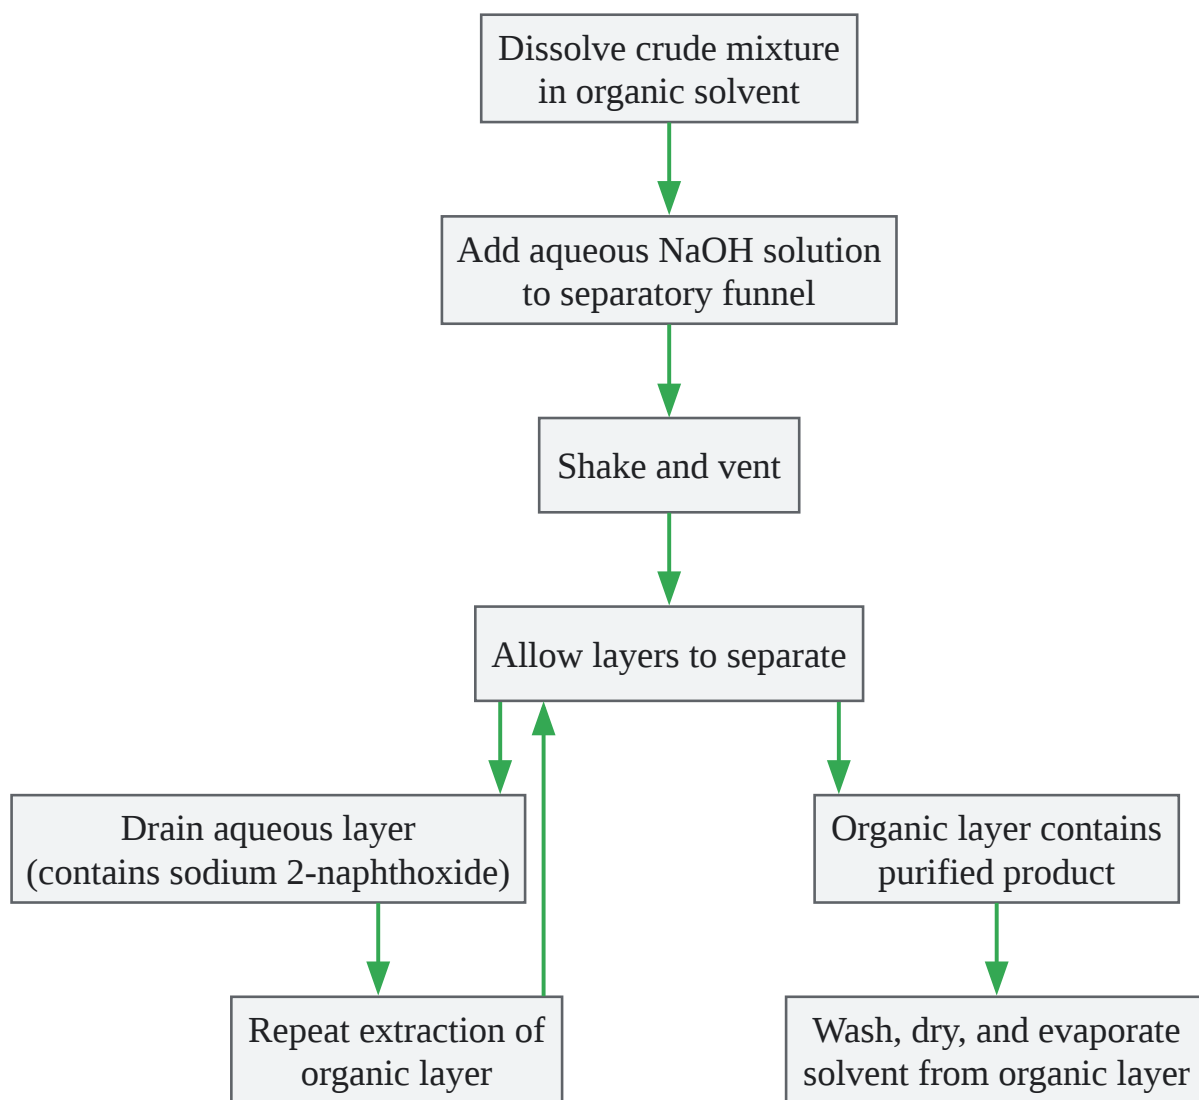 Dissolve crude mixture
in organic solvent
Add aqueous NaOH solution
to separatory funnel
Shake and vent
Allow layers to separate
Drain aqueous layer
(contains sodium 2-naphthoxide)
Organic layer contains
purified product
Repeat extraction of
organic layer
Wash, dry, and evaporate
solvent from organic layer